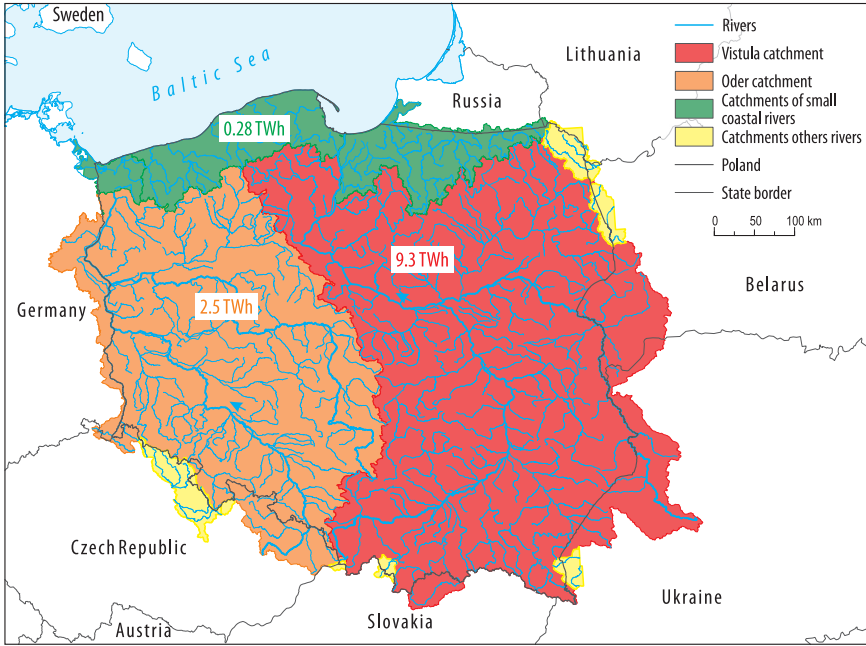 Sweden
Baltic Sea
Lithuania
Russia
Rivers
Vistula catchment
Oder catchment
Catchments of small
coastal rivers
Catchments others rivers
Poland
State border
0 50 100 km
0.28 TWh
9.3 TWh
2.5 TWh
Germany
Belarus
Czech Republic
Ukraine
Slovakia
Austria